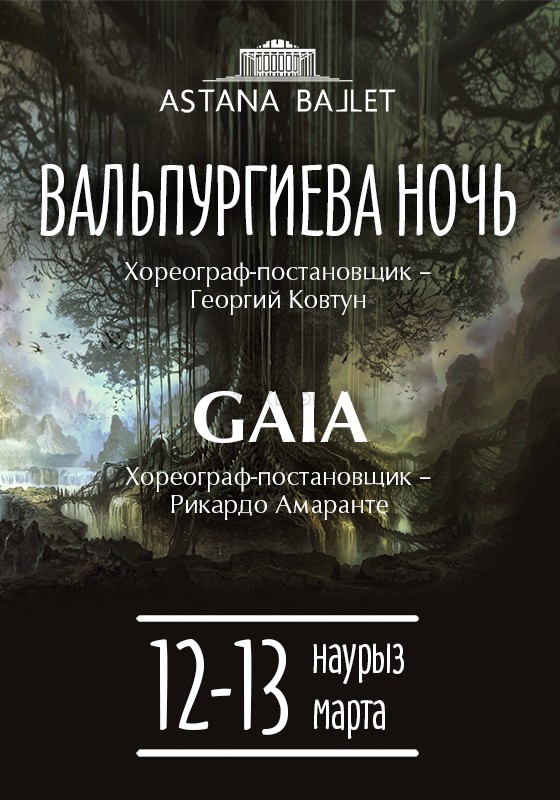 ASTANA BALLET
ВАЛЬПУРГИЕВА НОЧЬ
Хореограф-постановщик –
Георгий Ковтун
GAIA
Хореограф-постановщик –
Рикардо Амаранте
12-13 наурыз
марта